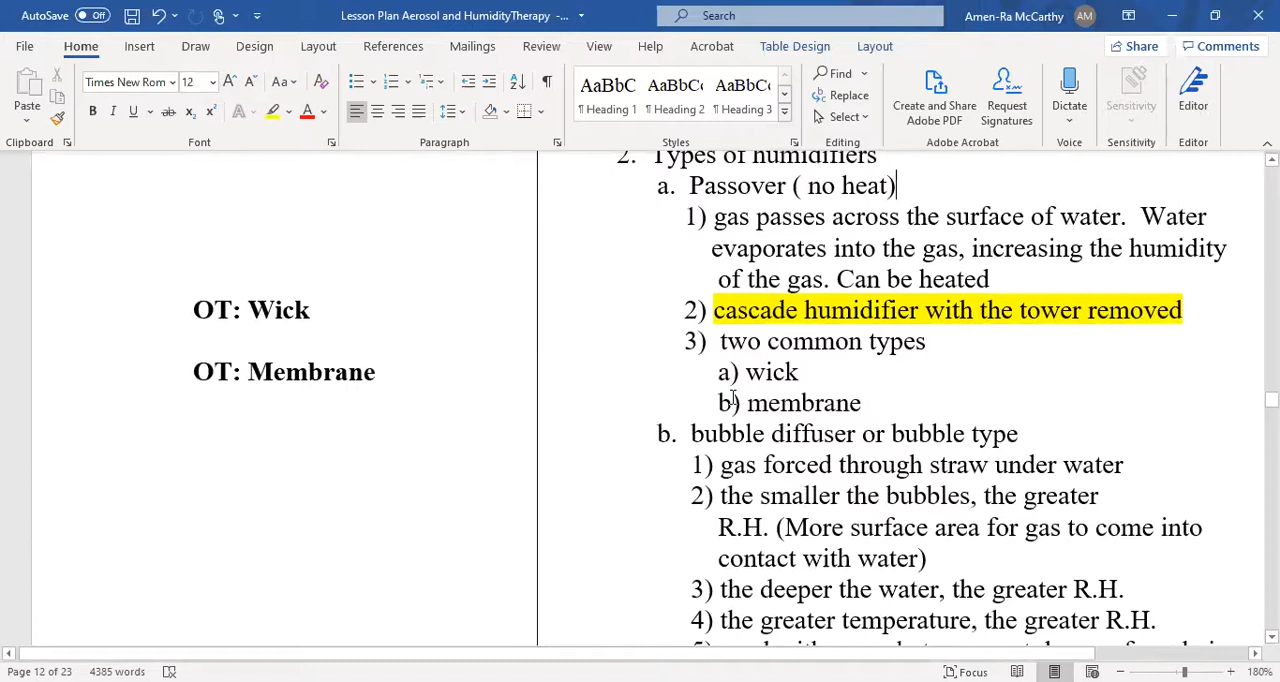 AutoSave Off Lesson Plan Aerosol and HumidityTherapy -... Search Amen-Ra McCarthy AM
File Home Insert Draw Design Layout References Mailings Review View Help Acrobat Table Design Layout Share Comments
Paste
Clipboard
Times New Rom 12
Font
Paragraph
AaBbC AaBbC AaBbC
¶ Heading 1 ¶ Heading 2 ¶ Heading 3
Styles
Find
Replace
Select
Editing
Create and Share Adobe PDF
Request Signatures
Adobe Acrobat
Dictate
Voice
Sensitivity
Sensitivity
Editor
Editor
OT: Wick
OT: Membrane
2. Types of humidifiers
a. Passover ( no heat)
1) gas passes across the surface of water. Water
evaporates into the gas, increasing the humidity
of the gas. Can be heated
2) cascade humidifier with the tower removed
3) two common types
a) wick
b) membrane
b. bubble diffuser or bubble type
1) gas forced through straw under water
2) the smaller the bubbles, the greater
R.H. (More surface area for gas to come into
contact with water)
3) the deeper the water, the greater R.H.
4) the greater temperature, the greater R.H.
Page 12 of 23 4385 words Focus 180%